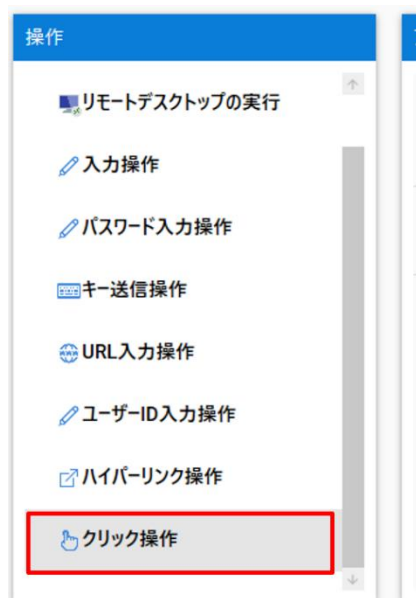 操作
リモートデスクトップの実行
入力操作
パスワード入力操作
キー送信操作
URL入力操作
ユーザーID入力操作
ハイパーリンク操作
クリック操作